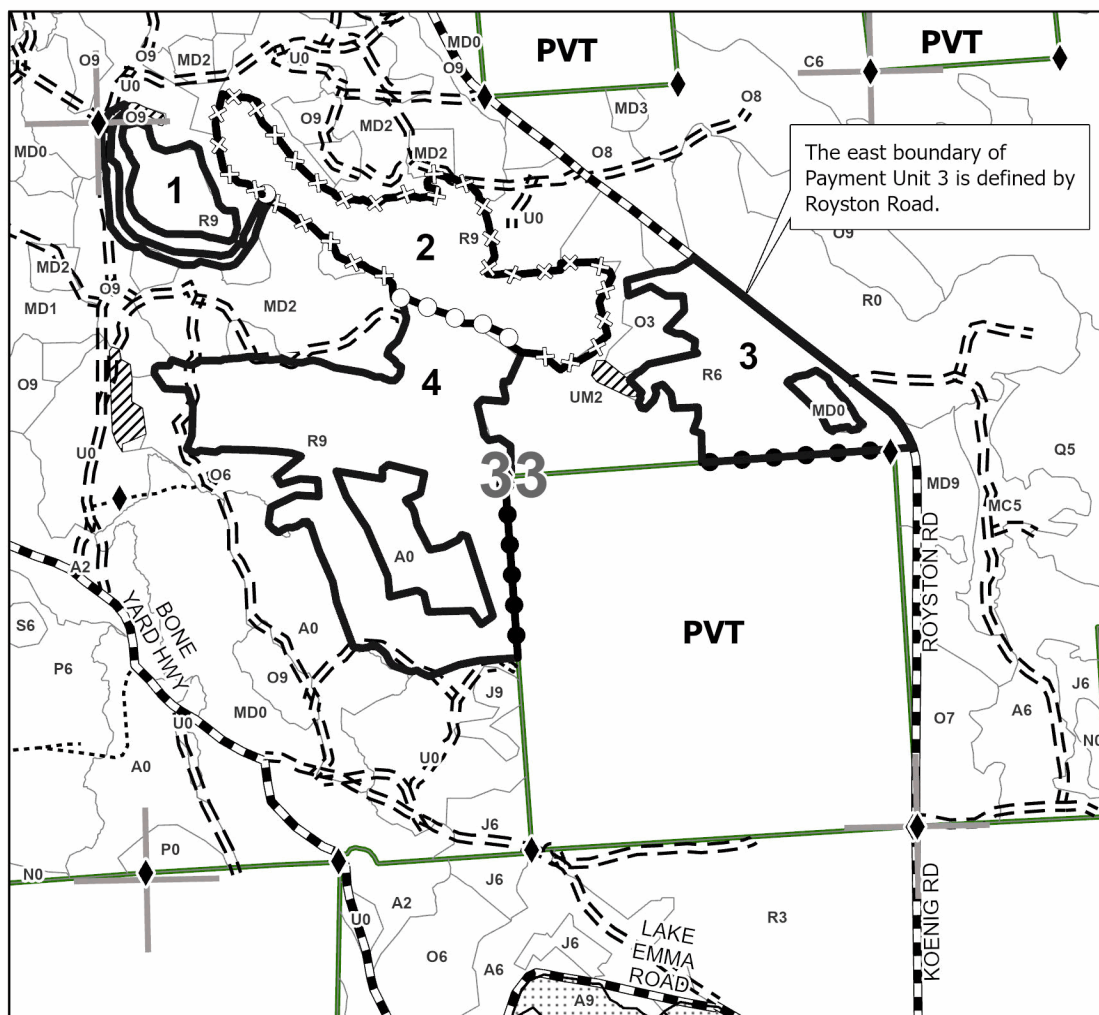 MD0
PVT
PVT
O9
O9
MD2
U0
O9
C6
U0
O9
MD3
O8
O9
MD2
MD0
MD2
O8
The east boundary of
Payment Unit 3 is defined by
Royston Road.
1
R9
2
R9
U0
O9
MD2
O9
MD1
MD2
R0
O3
3
R6
O9
4
UM2
MD0
R9
U0
33
Q5
O6
MD9
MC5
A2
A0
BONE
YARD HWY
ROYSTON RD
S6
A0
PVT
P6
O9
J9
MD0
O7
A6
J6
U0
U0
N0
A0
J6
P0
N0
J6
A2
U0
R3
LAKE
EMMA
ROAD
KOENIG RD
O6
A6
J6
A9